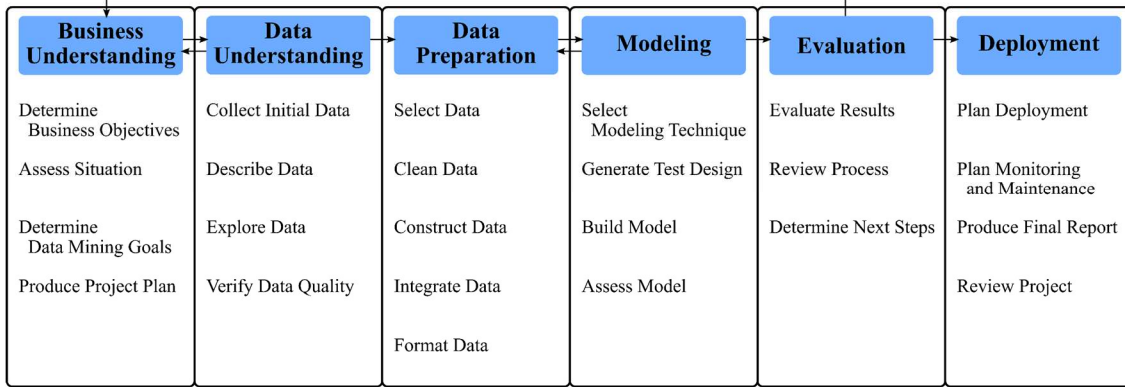 Business
Understanding
Determine
Business Objectives
Assess Situation
Determine
Data Mining Goals
Produce Project Plan
Data
Understanding
Collect Initial Data
Describe Data
Explore Data
Verify Data Quality
Data
Preparation
Select Data
Clean Data
Construct Data
Integrate Data
Format Data
Modeling
Select
Modeling Technique
Generate Test Design
Build Model
Assess Model
Evaluation
Evaluate Results
Review Process
Determine Next Steps
Deployment
Plan Deployment
Plan Monitoring
and Maintenance
Produce Final Report
Review Project